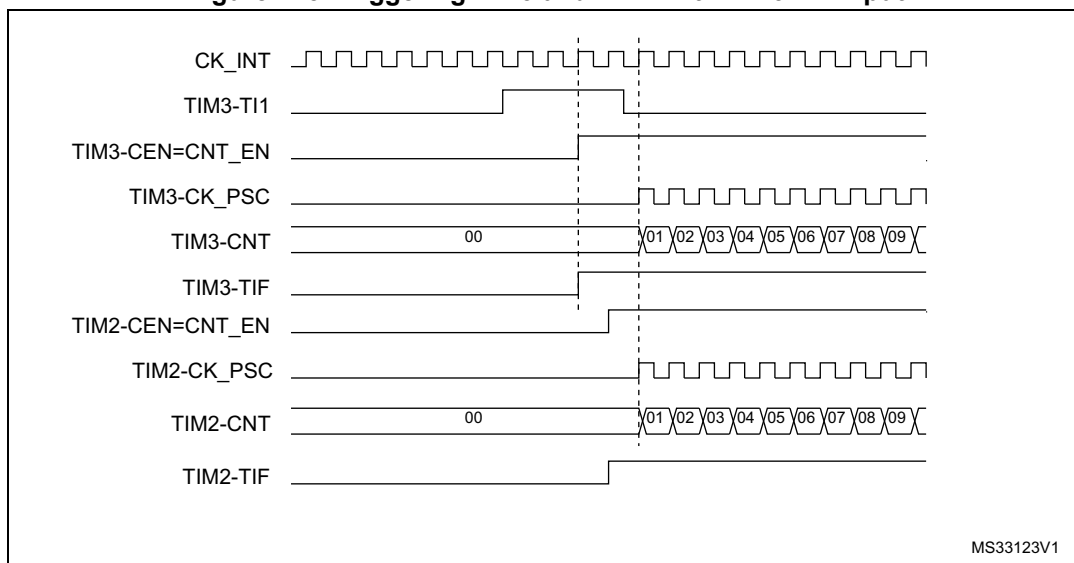 CK_INT
TIM3-TI1
TIM3-CEN=CNT_EN
TIM3-CK_PSC
TIM3-CNT 00 01 02 03 04 05 06 07 08 09
TIM3-TIF
TIM2-CEN=CNT_EN
TIM2-CK_PSC
TIM2-CNT 00 01 02 03 04 05 06 07 08 09
TIM2-TIF
MS33123V1